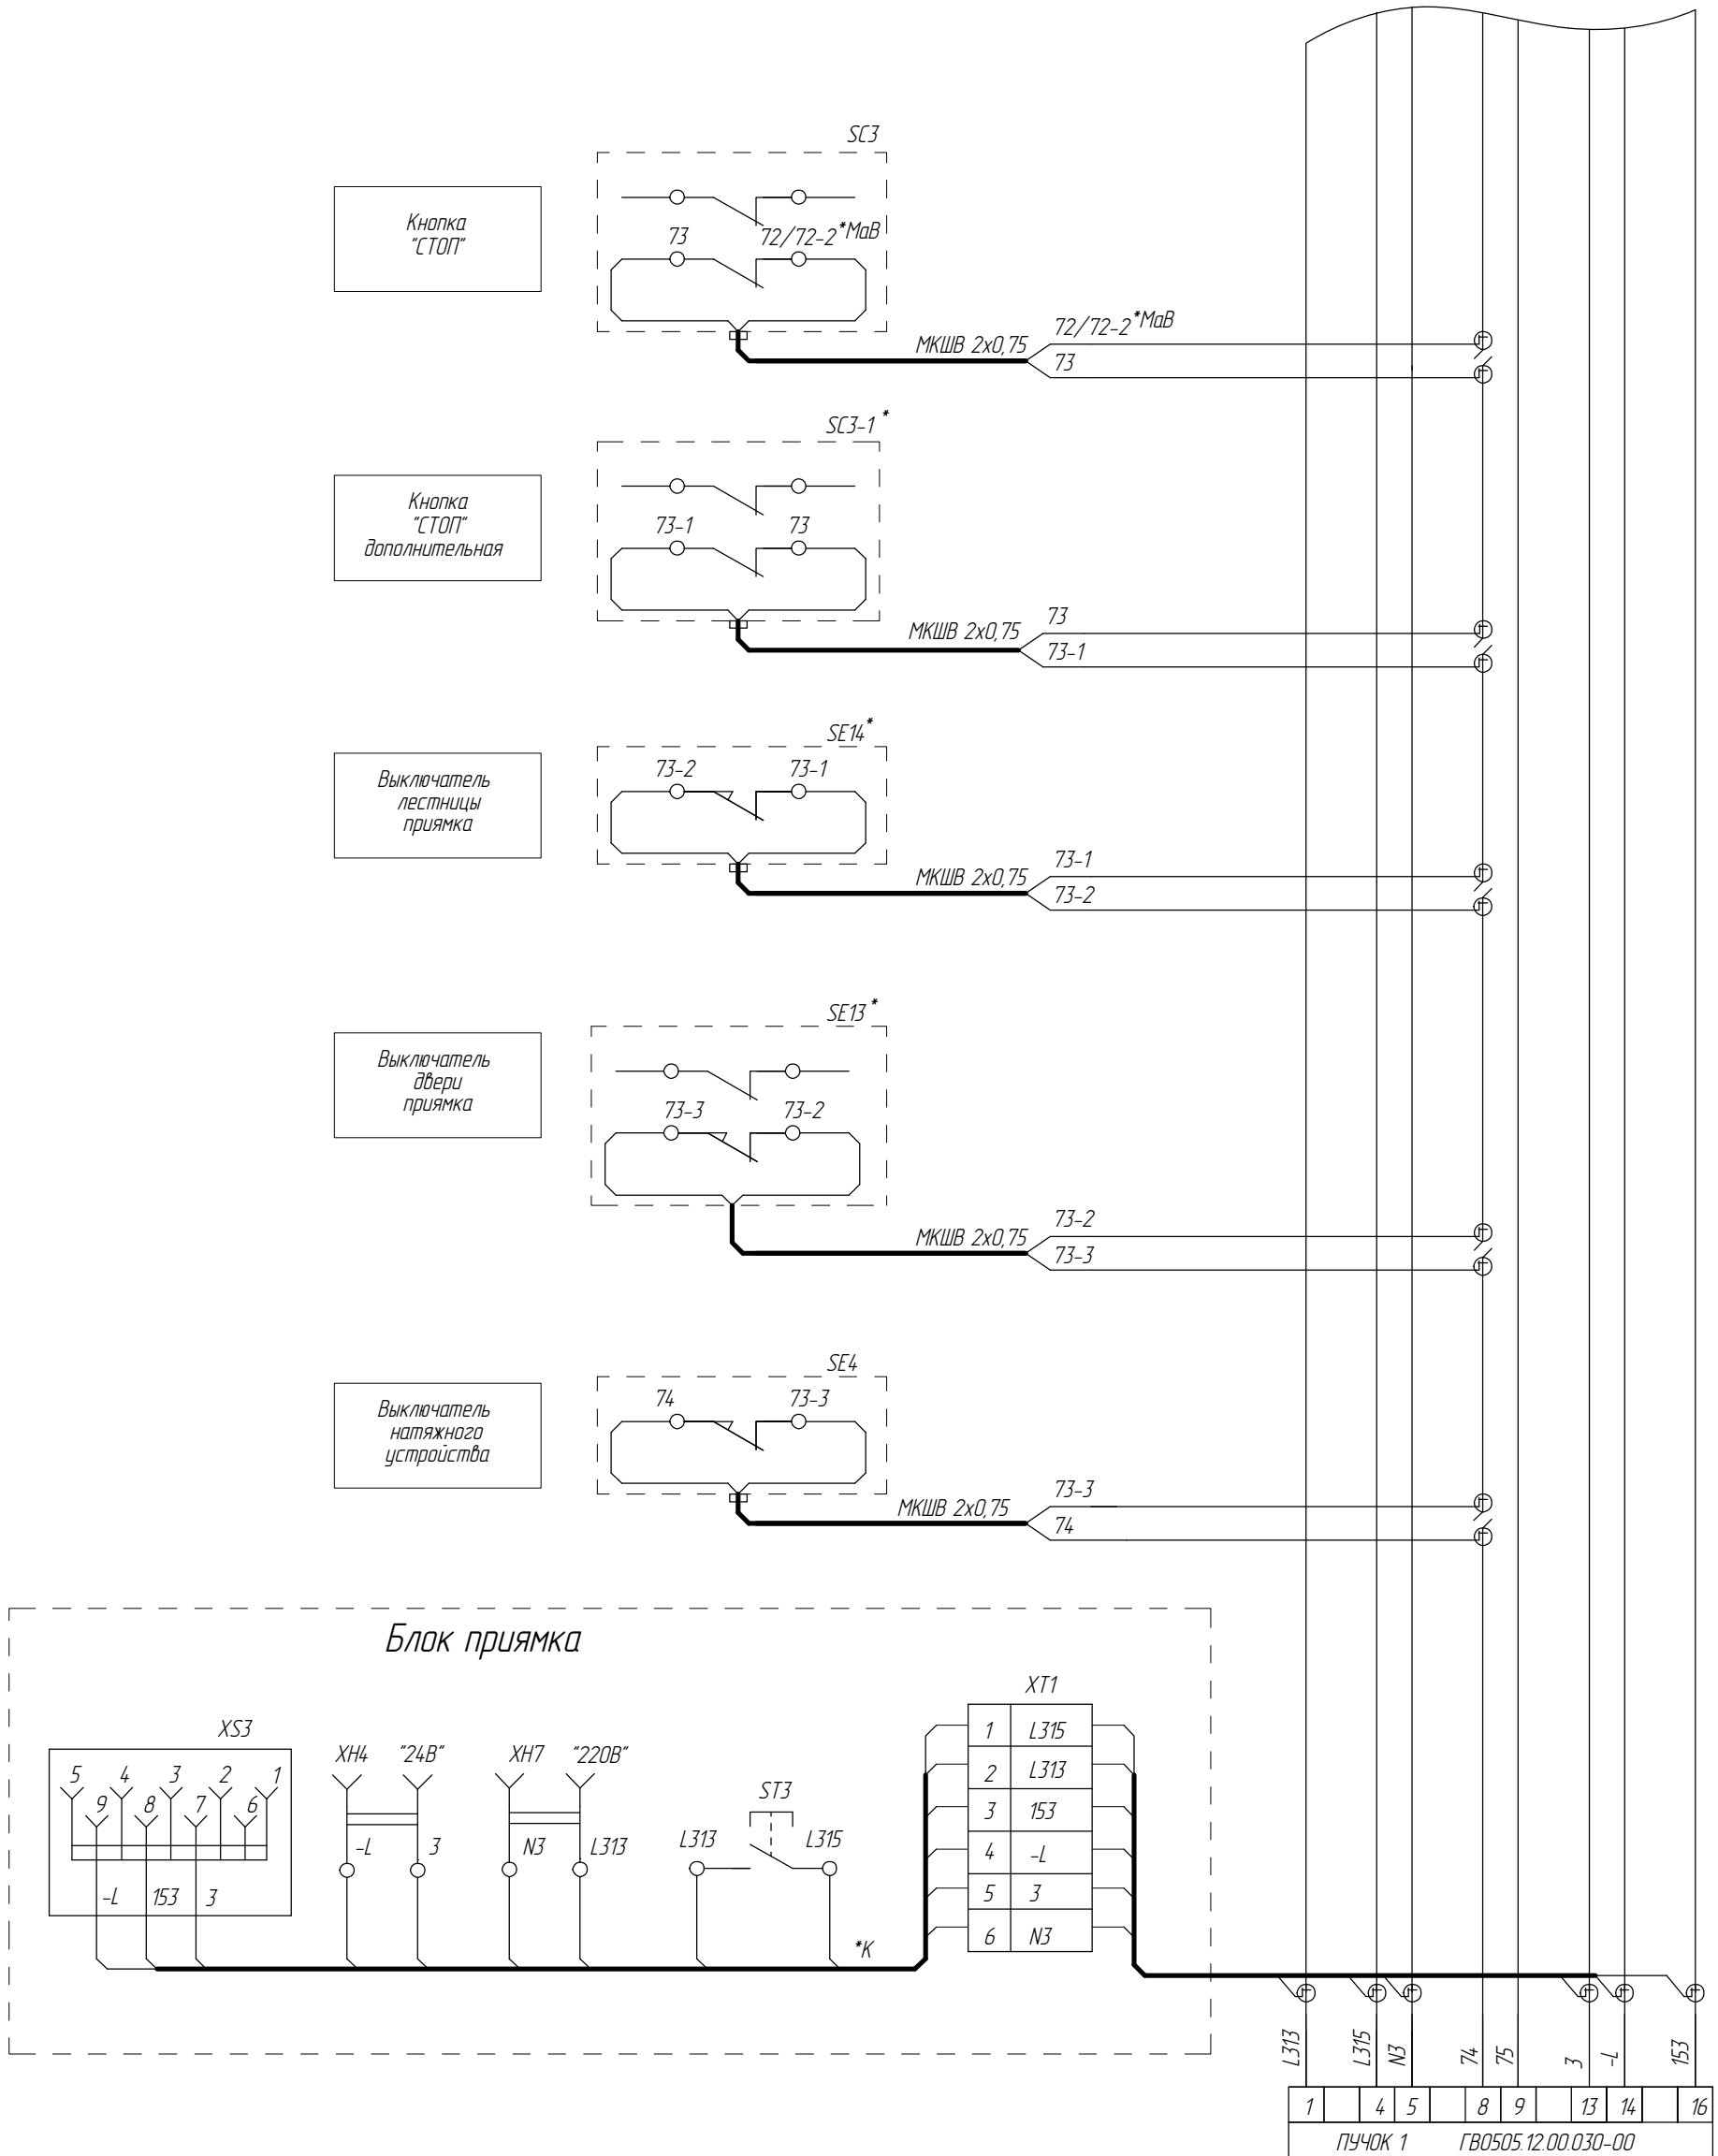 SC3
Кнопка
"СТОП"
73
72/72-2*МаВ
МКШВ 2х0,75
72/72-2*МаВ
73
SC3-1*
Кнопка
"СТОП"
дополнительная
73-1
73
МКШВ 2х0,75
73
73-1
SE14*
Выключатель
лестницы
приямка
73-2
73-1
МКШВ 2х0,75
73-1
73-2
SE13*
Выключатель
двери
приямка
73-3
73-2
МКШВ 2х0,75
73-2
73-3
SE4
Выключатель
натяжного
устройства
74
73-3
МКШВ 2х0,75
73-3
74
Блок приямка
XS3
5 4 3 2 1
9 8 7 6
-L 153 3
XH4 "24В"
-L 3
XH7 "220В"
N3 L313
ST3
L313 L315
*К
XT1
1 L315
2 L313
3 153
4 -L
5 3
6 N3
L313 L315 N3 74 75 3 -L 153
1 4 5 8 9 13 14 16
ПУЧОК 1 ГВ0505.12.00.030-00